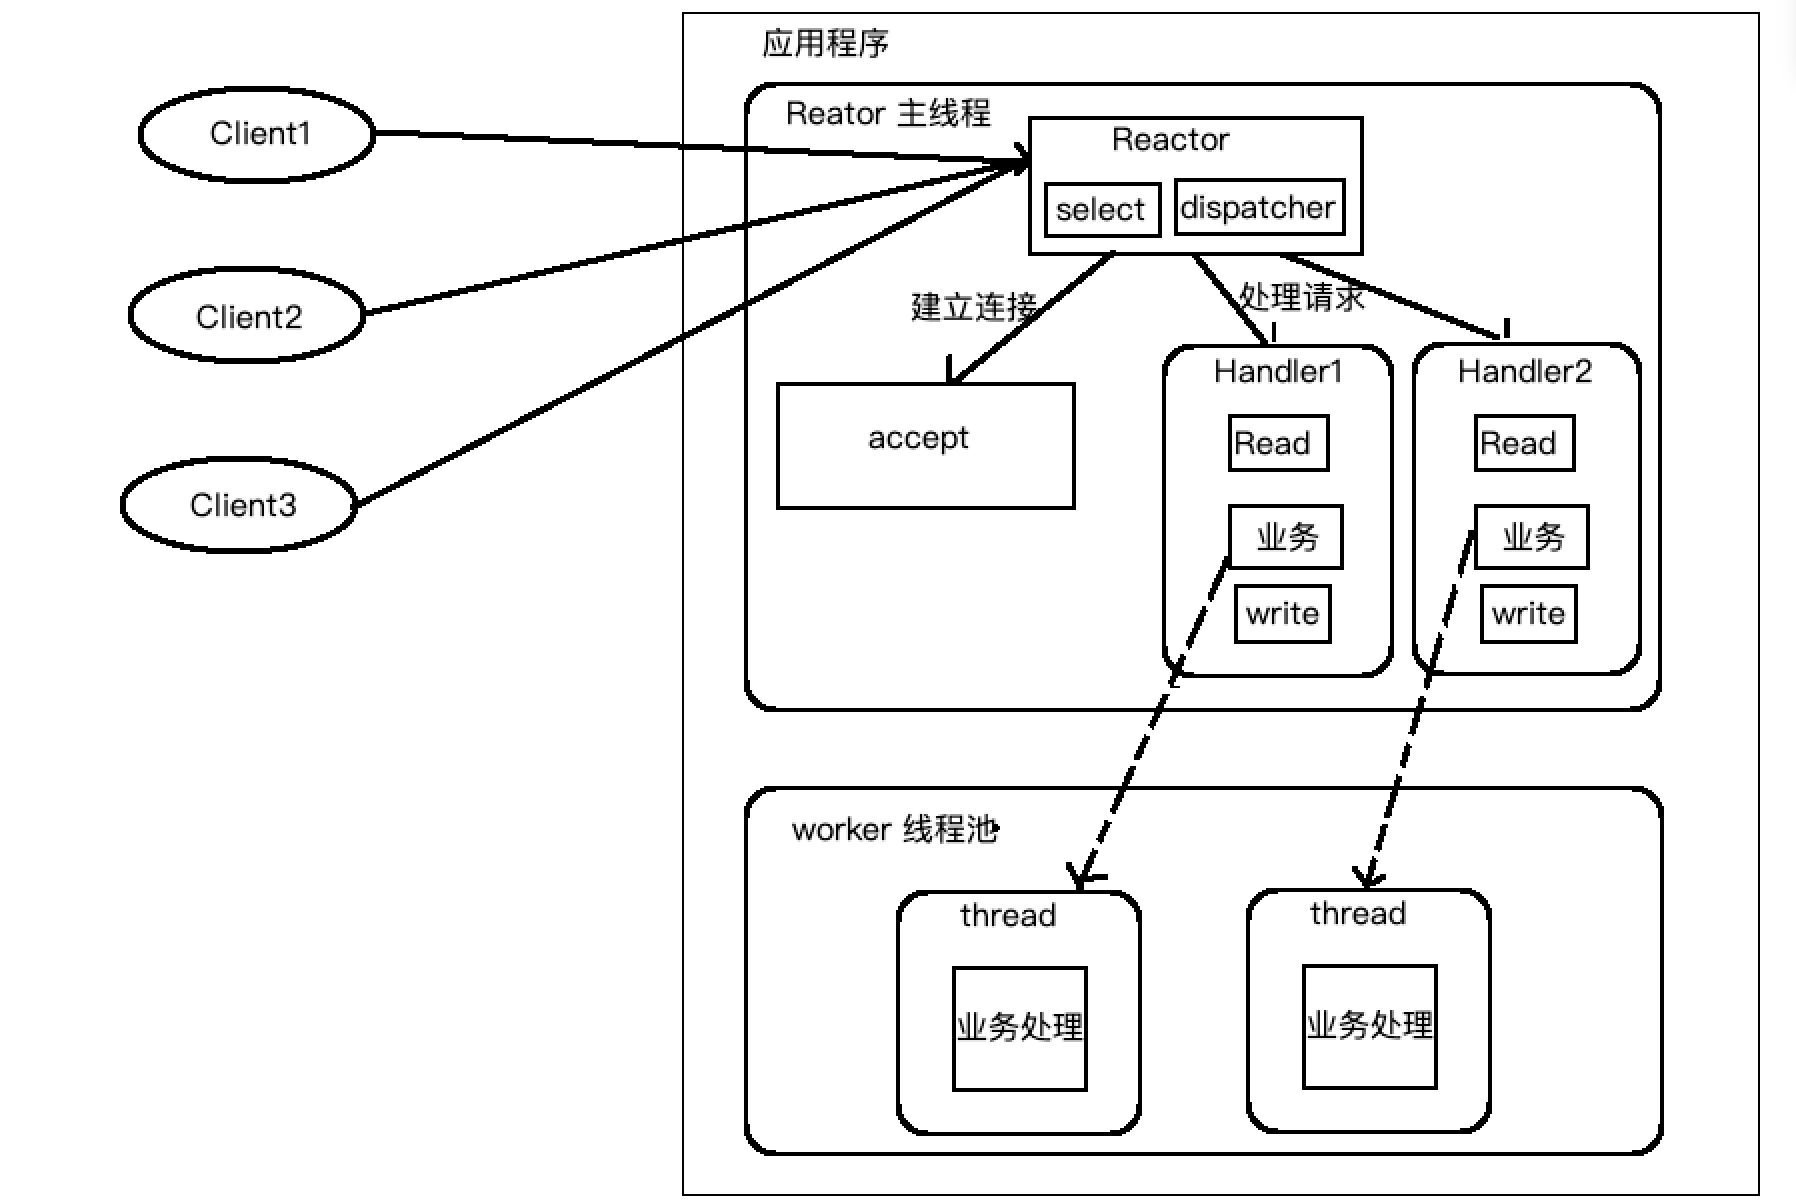 应用程序
Reator 主线程
Reactor
select
dispatcher
Client1
Client2
Client3
建立连接
处理请求
accept
Handler1
Read
业务
write
Handler2
Read
业务
write
worker 线程池
thread
业务处理
thread
业务处理